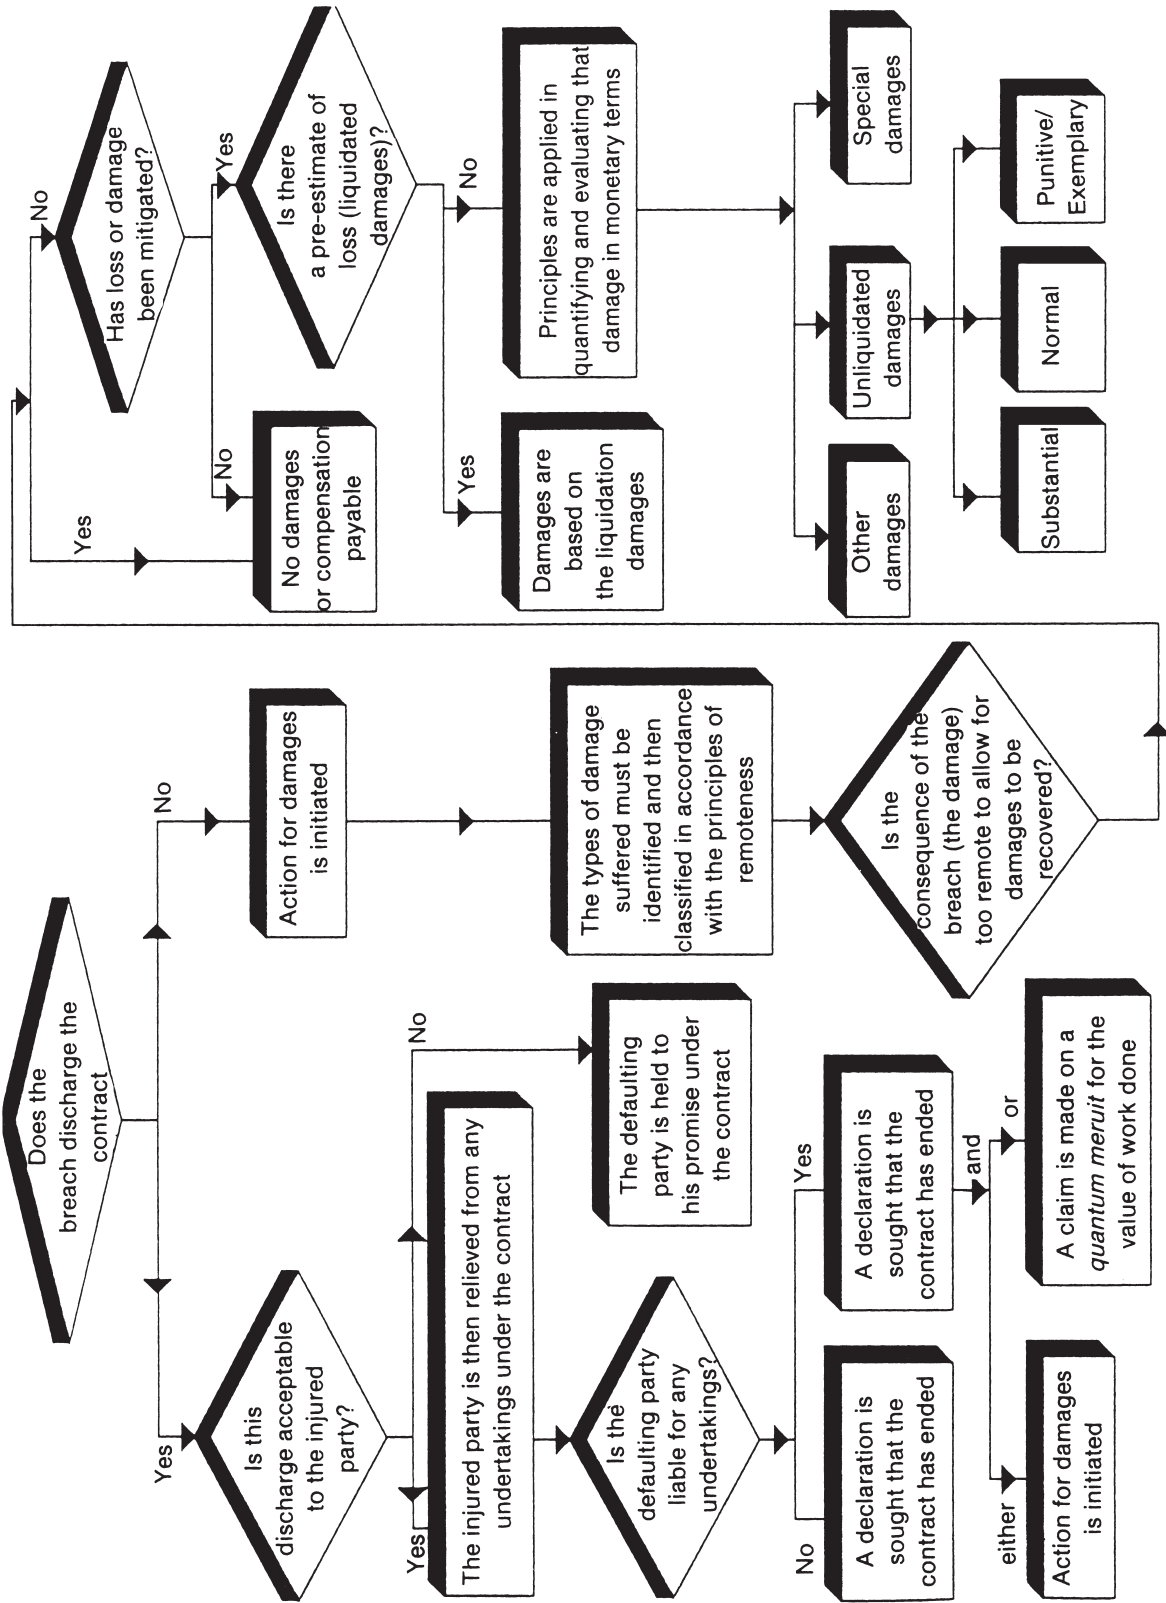 Does the
breach discharge the
contract
Yes
No
Is this
discharge acceptable
to the injured
party?
Yes
No
The injured party is then relieved from any
undertakings under the contract
The defaulting
party is held to
his promise under
the contract
Is the
defaulting party
liable for any
undertakings?
No
Yes
A declaration is
sought that the
contract has ended
A declaration is
sought that the
contract has ended
and
either
or
Action for damages
is initiated
A claim is made on a
quantum meruit for the
value of work done
Action for damages
is initiated
The types of damage
suffered must be
identified and then
classified in accordance
with the principles of
remoteness
Is the
consequence of the
breach (the damage)
too remote to allow for
damages to be
recovered?
Yes
No
Has loss or damage
been mitigated?
No
Yes
No damages
or compensation
payable
Is there
a pre-estimate of
loss (liquidated
damages)?
Yes
No
Damages are
based on
the liquidation
damages
Principles are applied in
quantifying and evaluating that
damage in monetary terms
Other
damages
Unliquidated
damages
Special
damages
Substantial
Normal
Punitive/
Exemplary